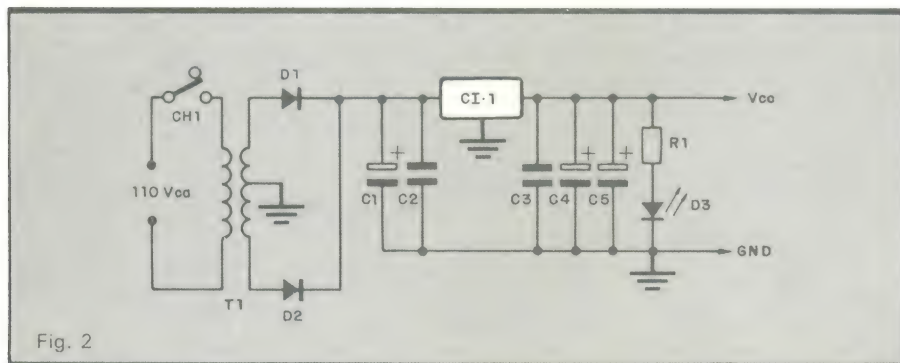 D1
CH1
110 Vca
T1
D2
C1
+
C2
CI·1
C3
+
C4
+
C5
Vcc
R1
D3
GND
Fig. 2